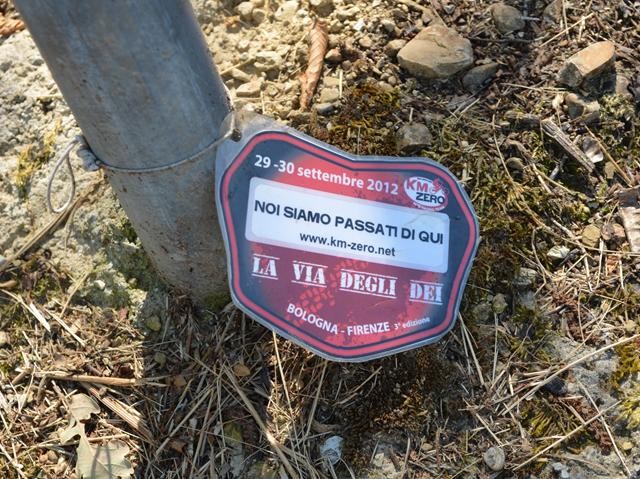 29 -30 settembre 2012
KM
ZERO
NOI SIAMO PASSATI DI QUI
www.km-zero.net
LA VIA DEGLI DEI
BOLOGNA - FIRENZE 3ª edizione